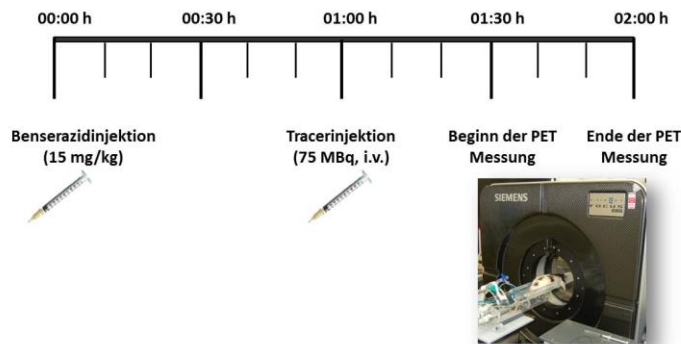 00:00 h 00:30 h 01:00 h 01:30 h 02:00 h
Benserazidinjektion
(15 mg/kg)
Tracerinjektion
(75 MBq, i.v.)
Beginn der PET
Messung
Ende der PET
Messung
SIEMENS
FOCUS